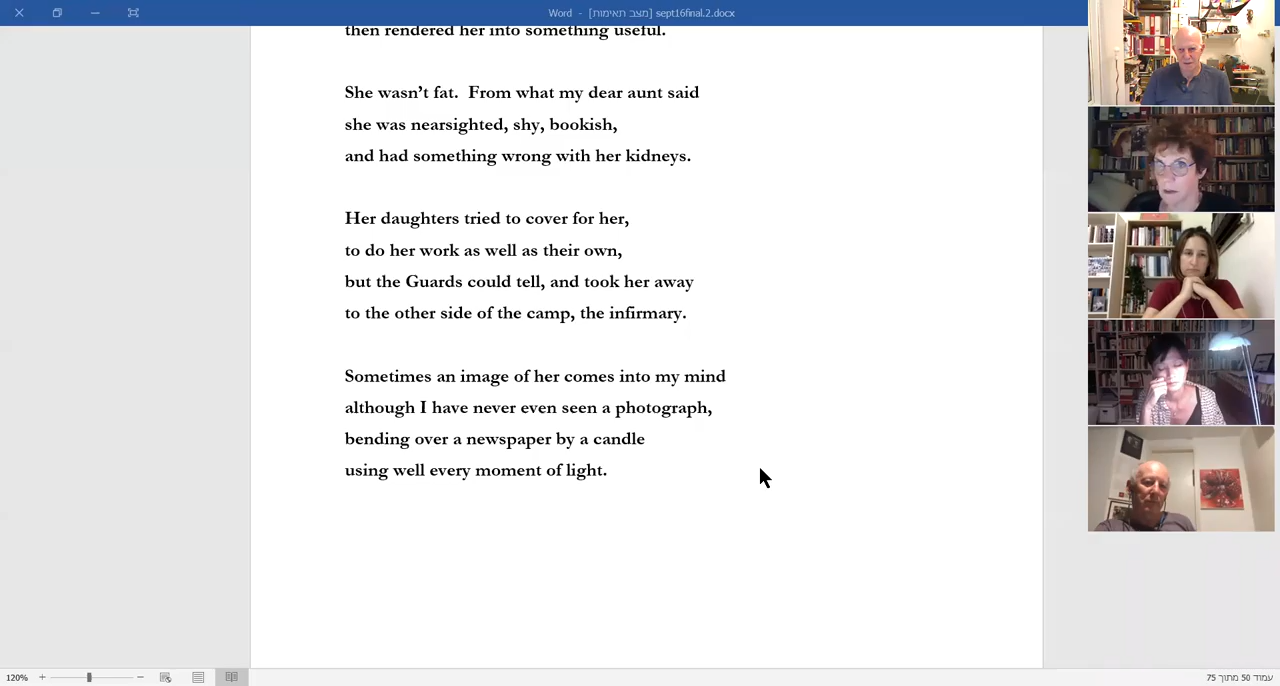 Word - [מצב תאימות] sept16final.2.docx
then rendered her into something useful.
She wasn’t fat.  From what my dear aunt said
she was nearsighted, shy, bookish,
and had something wrong with her kidneys.
Her daughters tried to cover for her,
to do her work as well as their own,
but the Guards could tell, and took her away
to the other side of the camp, the infirmary.
Sometimes an image of her comes into my mind
although I have never even seen a photograph,
bending over a newspaper by a candle
using well every moment of light.
120%
עמוד 50 מתוך 75